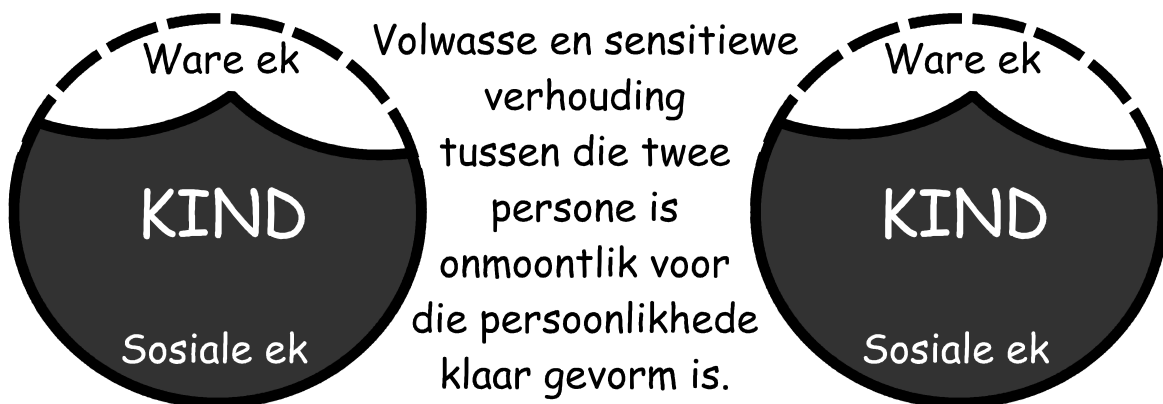 Ware ek
KIND
Sosiale ek
Volwasse en sensitiewe
verhouding
tussen die twee
persone is
onmoontlik voor
die persoonlikhede
klaar gevorm is.
Ware ek
KIND
Sosiale ek